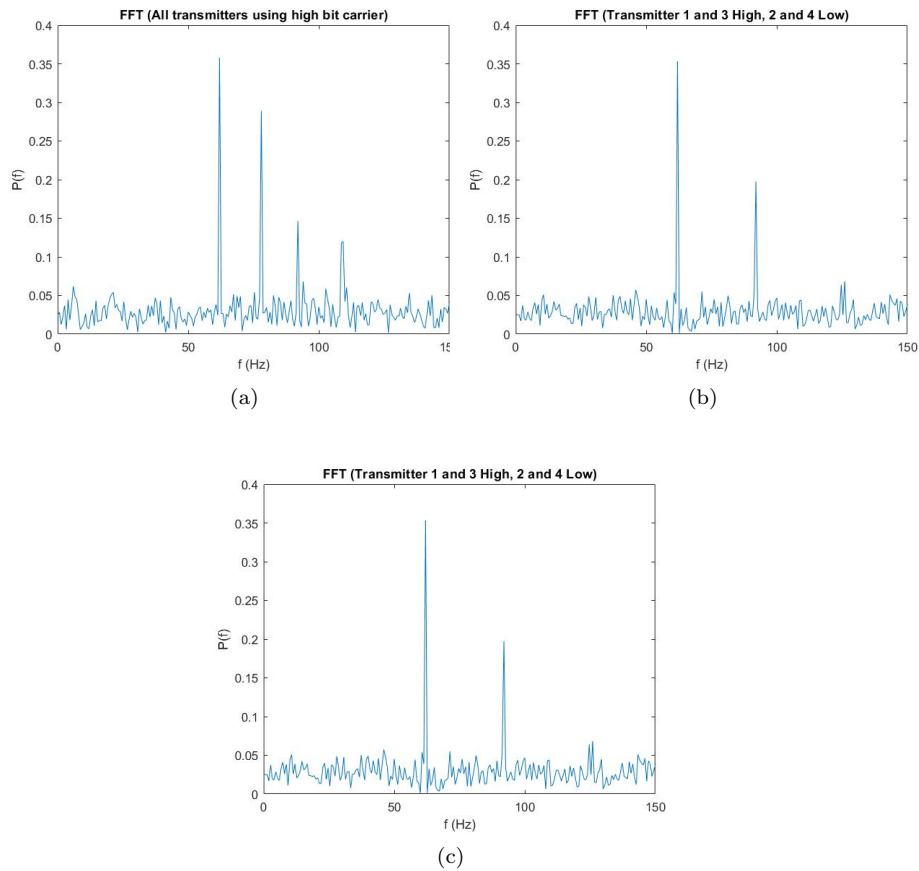 FFT (All transmitters using high bit carrier)
0.4
0.35
0.3
0.25
0.2
0.15
0.1
0.05
0
P(f)
0 50 100 15
f (Hz)
(a)
FFT (Transmitter 1 and 3 High, 2 and 4 Low)
0.4
0.35
0.3
0.25
0.2
0.15
0.1
0.05
0
P(f)
0 50 100 150
f (Hz)
(b)
FFT (Transmitter 1 and 3 High, 2 and 4 Low)
0.4
0.35
0.3
0.25
0.2
0.15
0.1
0.05
0
P(f)
0 50 100 150
f (Hz)
(c)